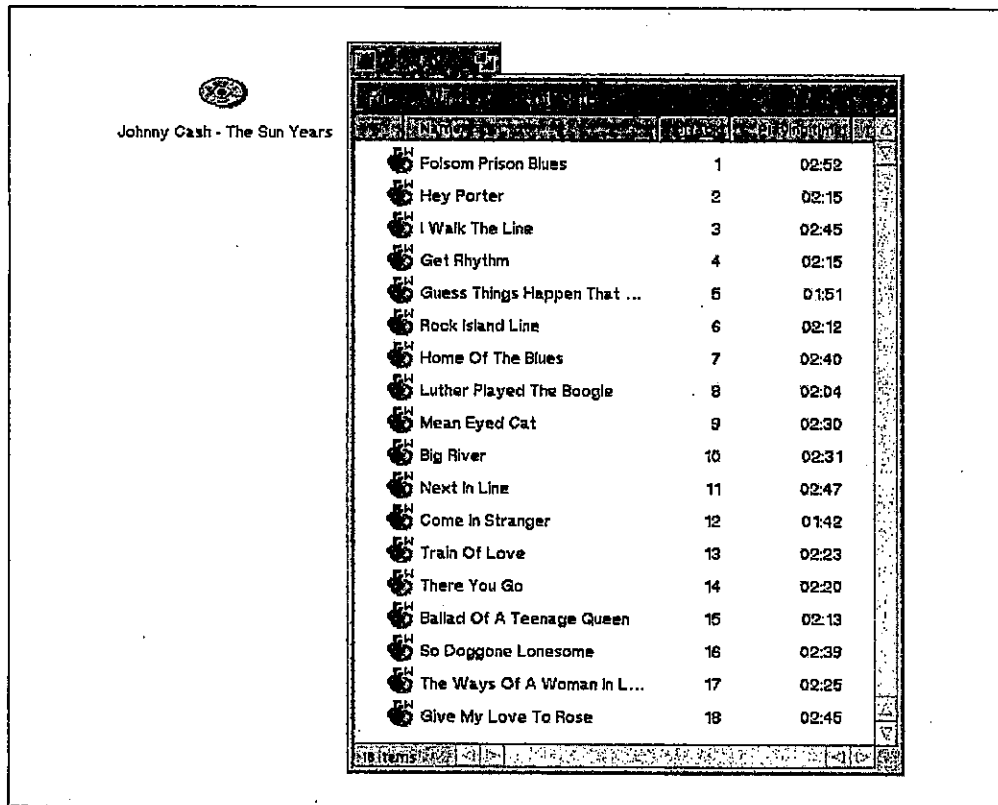 Johnny Cash - The Sun Years
Name
Folsom Prison Blues 1 02:52
Hey Porter 2 02:15
I Walk The Line 3 02:45
Get Rhythm 4 02:15
Guess Things Happen That ... 5 01:51
Rock Island Line 6 02:12
Home Of The Blues 7 02:40
Luther Played The Boogie 8 02:04
Mean Eyed Cat 9 02:30
Big River 10 02:31
Next In Line 11 02:47
Come In Stranger 12 01:42
Train Of Love 13 02:23
There You Go 14 02:20
Ballad Of A Teenage Queen 15 02:13
So Doggone Lonesome 16 02:39
The Ways Of A Woman In L... 17 02:25
Give My Love To Rose 18 02:45
18 items